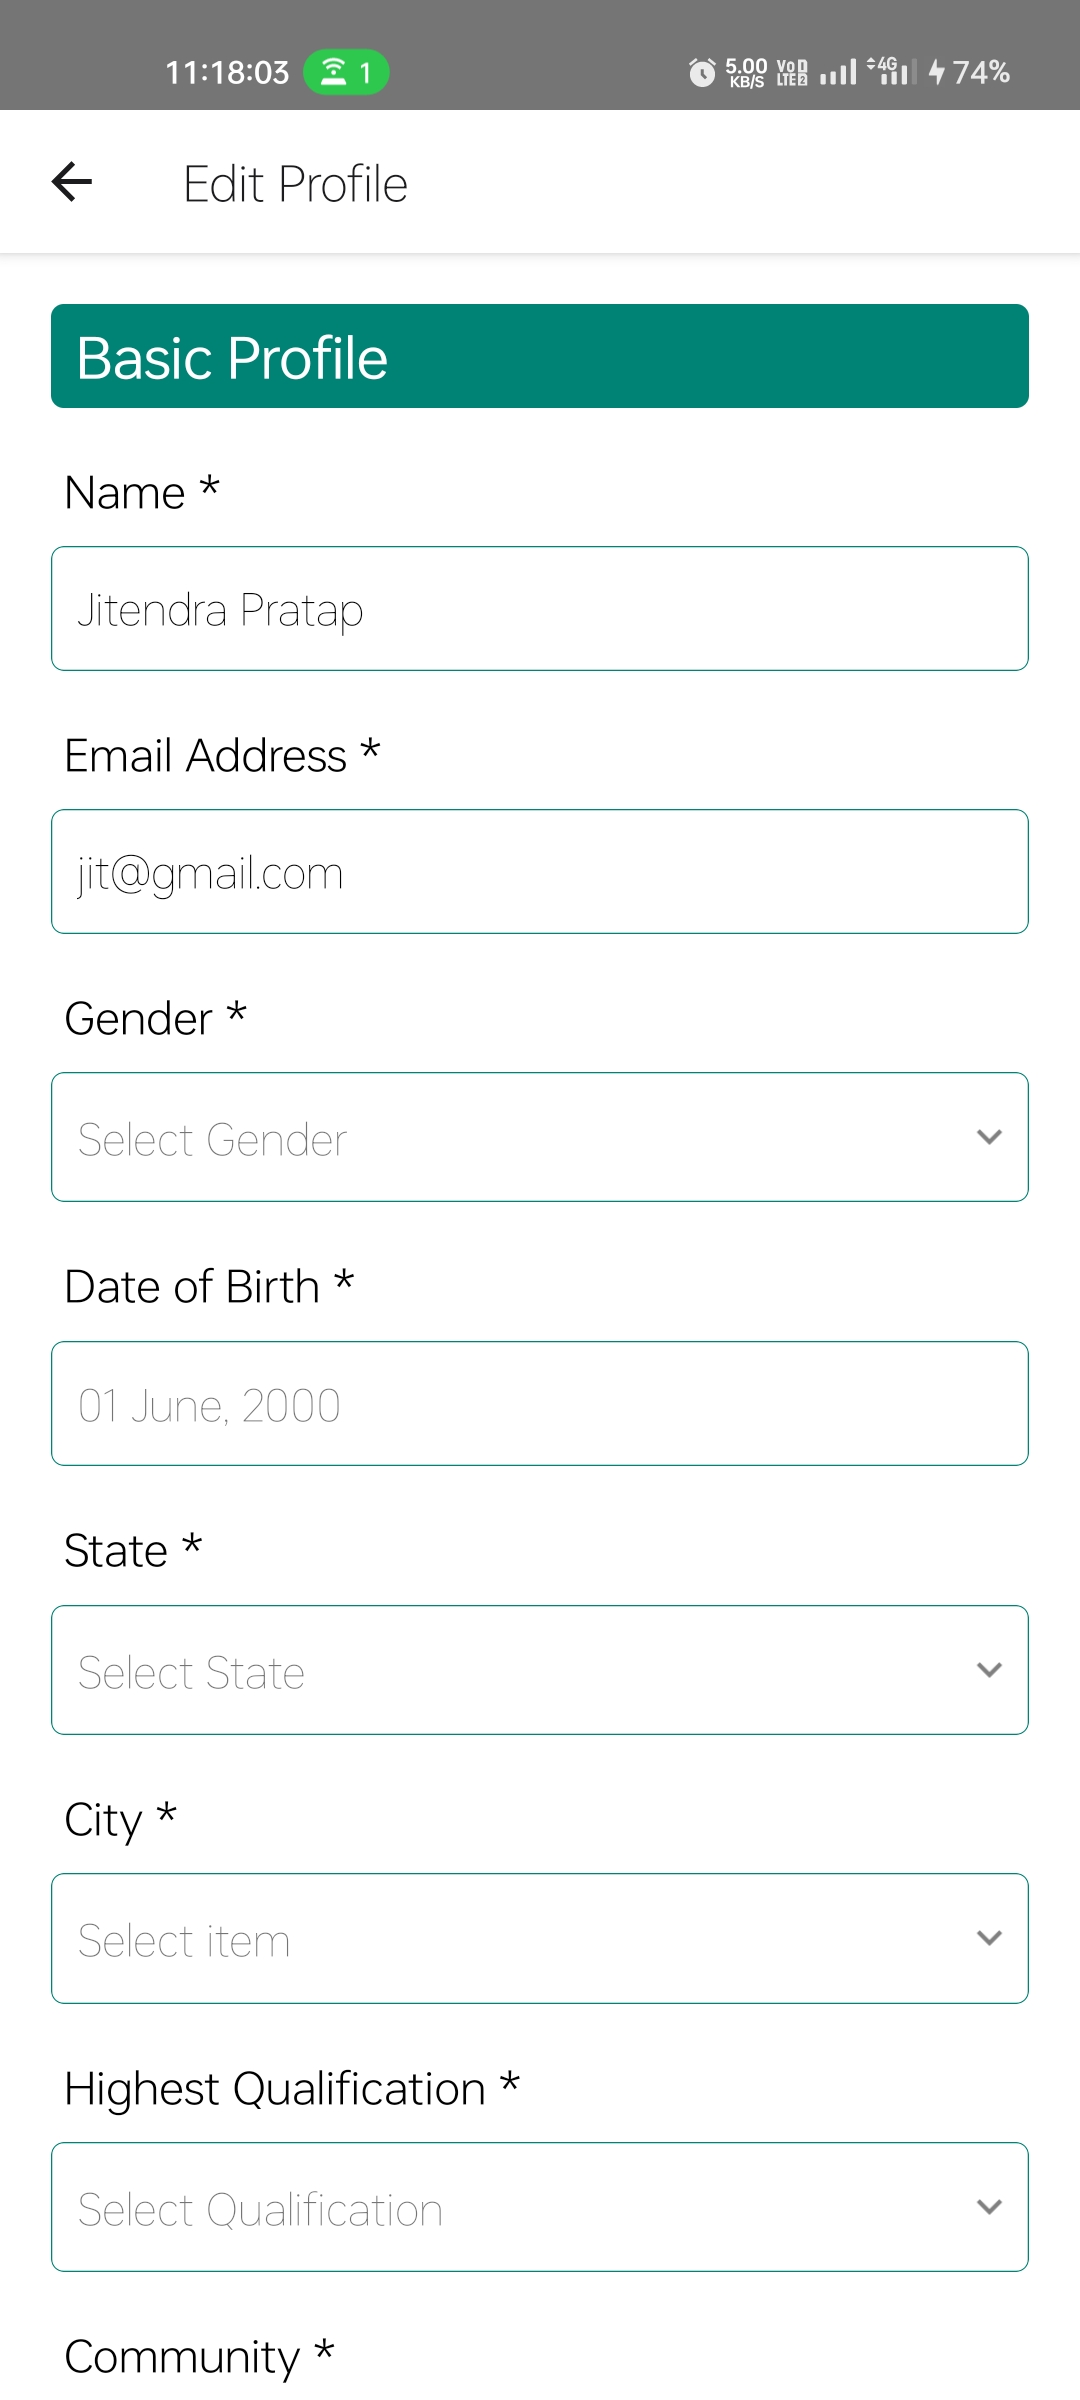 11:18:03 1 5.00 KB/S VoD LTE2 4G 74%
Edit Profile
Basic Profile
Name *
Jitendra Pratap
Email Address *
jit@gmail.com
Gender *
Select Gender
Date of Birth *
01 June, 2000
State *
Select State
City *
Select item
Highest Qualification *
Select Qualification
Community *